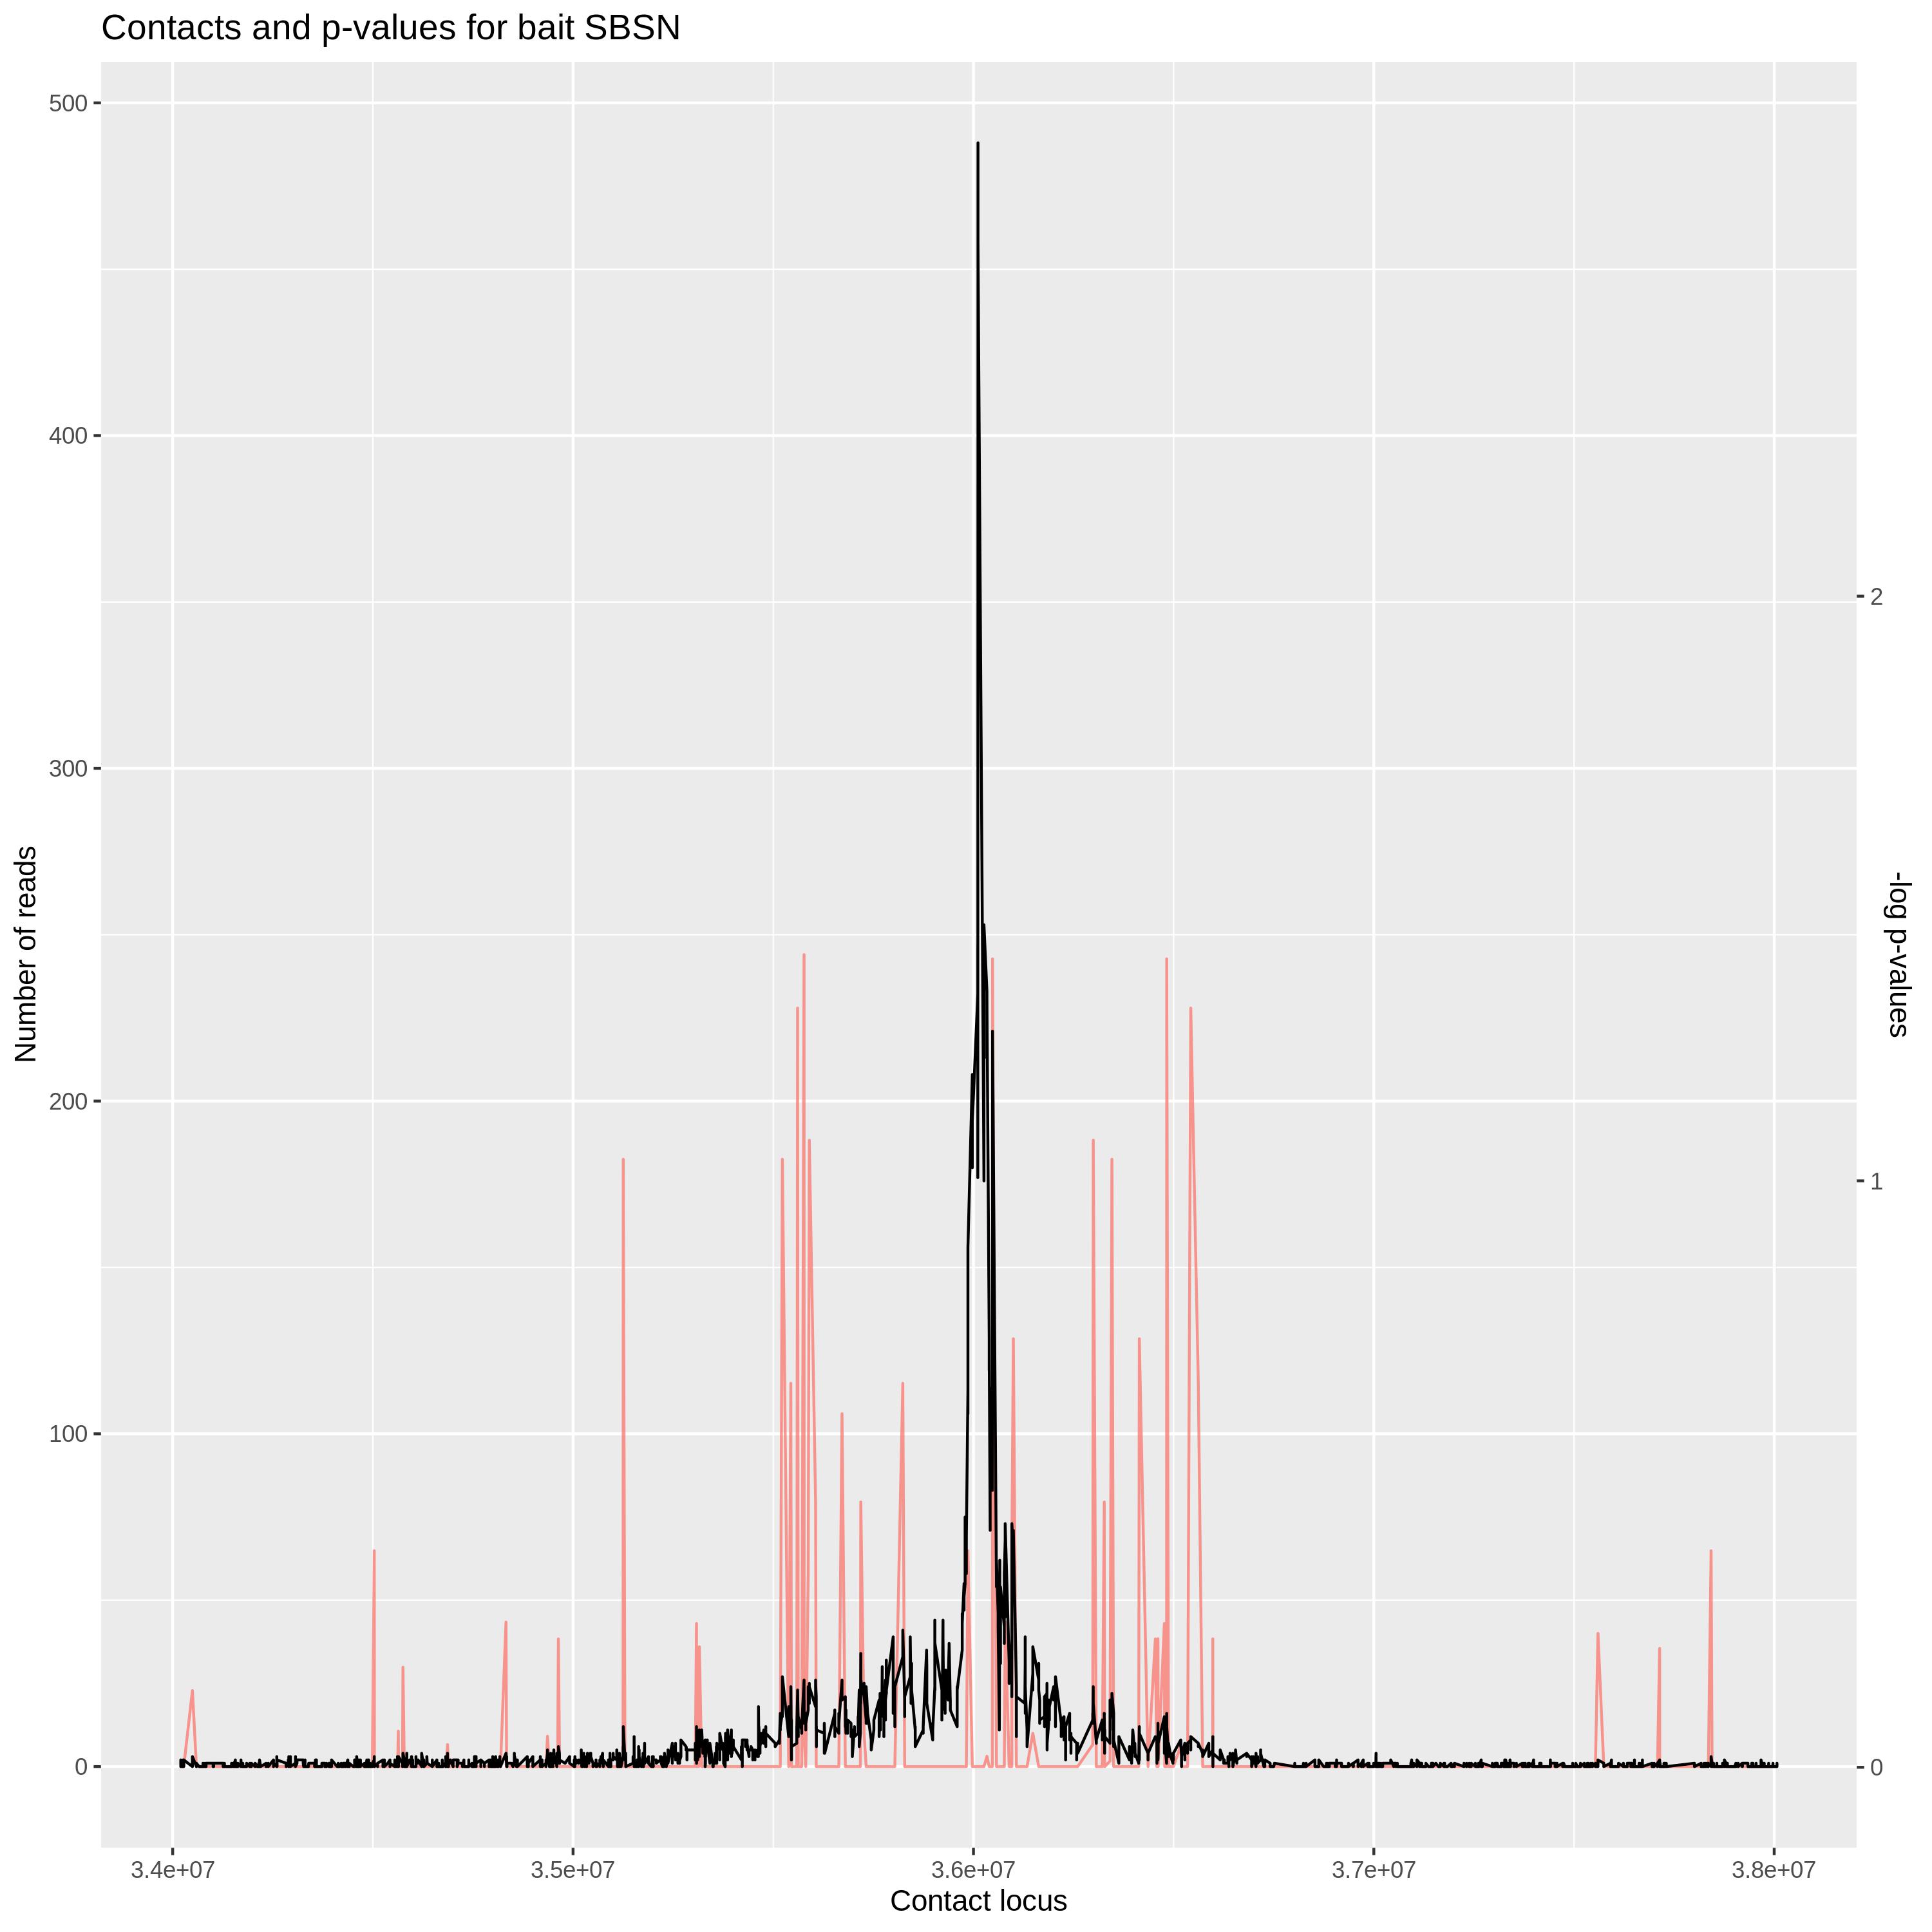 Contacts and p-values for bait SBSN
500
400
300
200
100
0
Number of reads
2
1
0
-log p-values
3.4e+07
3.5e+07
3.6e+07
3.7e+07
3.8e+07
Contact locus